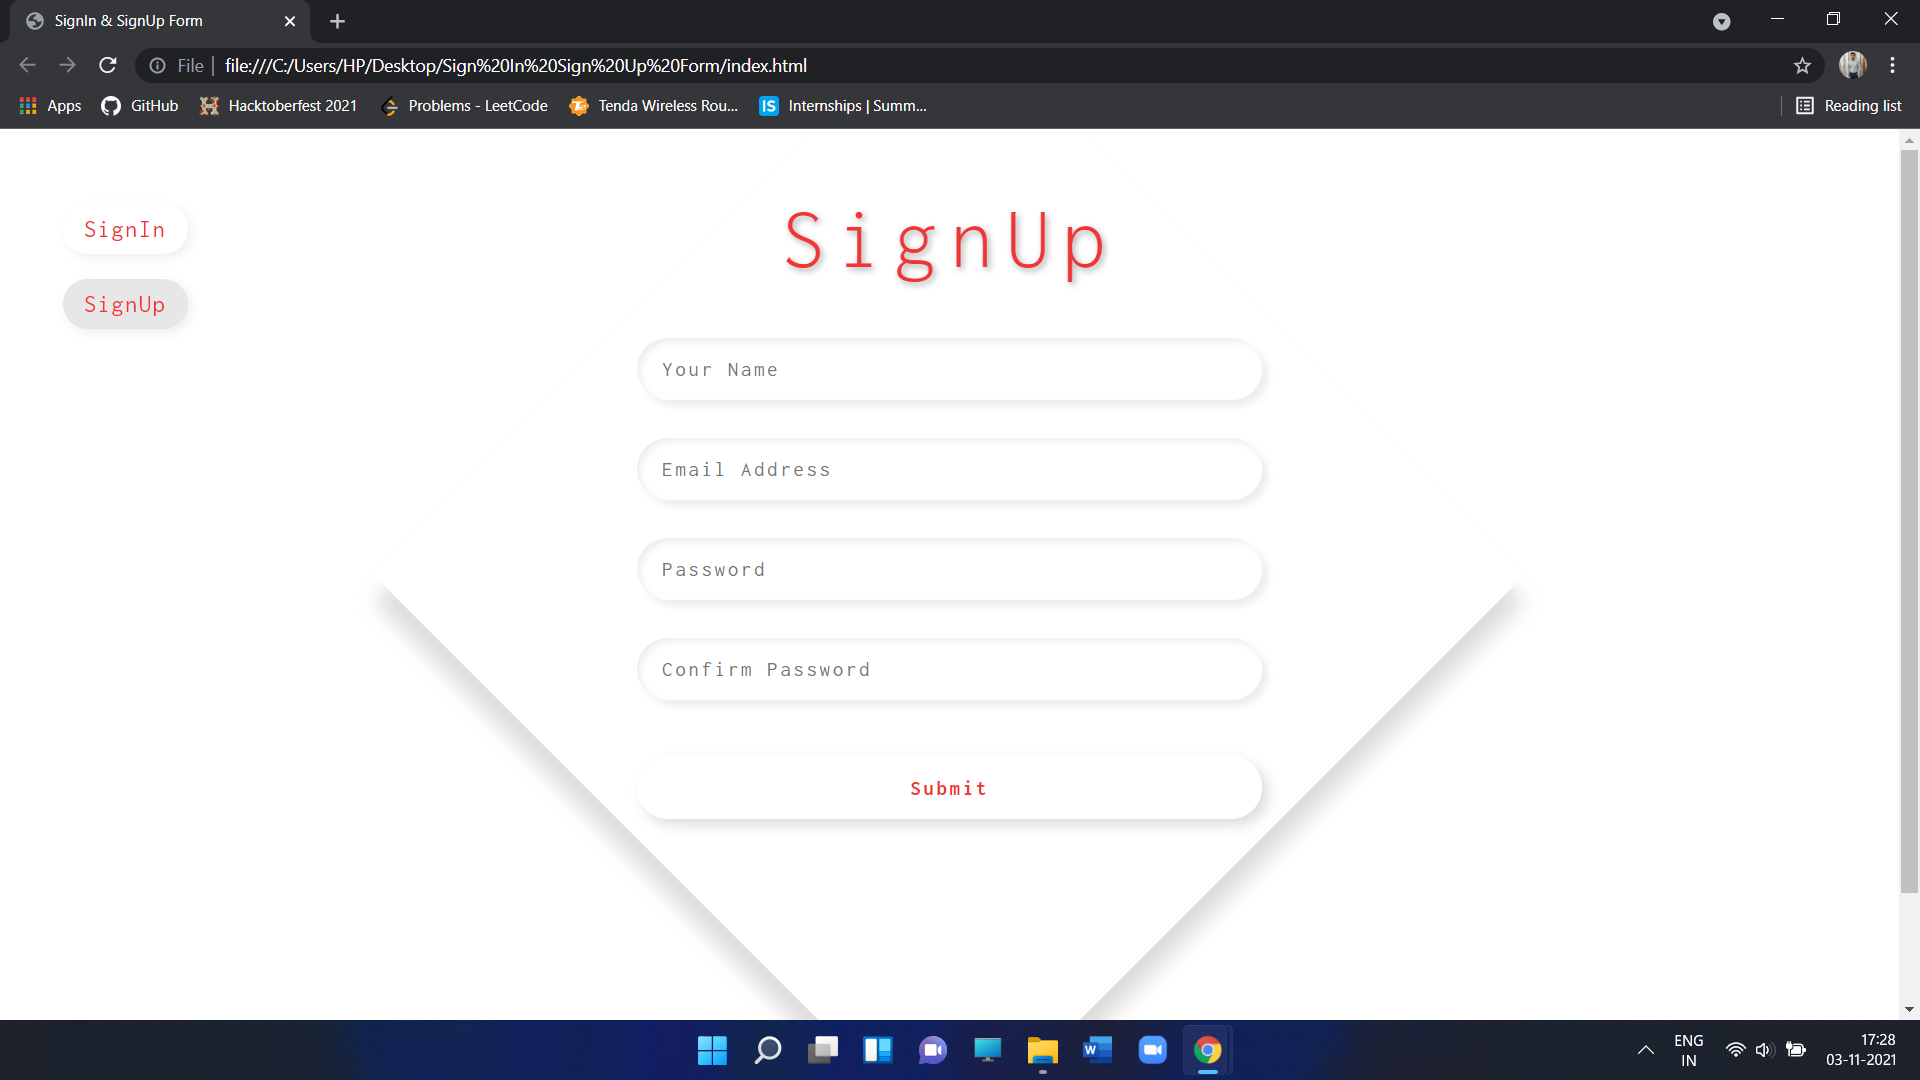 SignIn & SignUp Form
File | file:///C:/Users/HP/Desktop/Sign%20In%20Sign%20Up%20Form/index.html
Apps GitHub Hacktoberfest 2021 Problems - LeetCode Tenda Wireless Rou... IS Internships | Summ... Reading list
SignIn
SignUp
SignUp
Your Name
Email Address
Password
Confirm Password
Submit
ENG
IN
17:28
03-11-2021